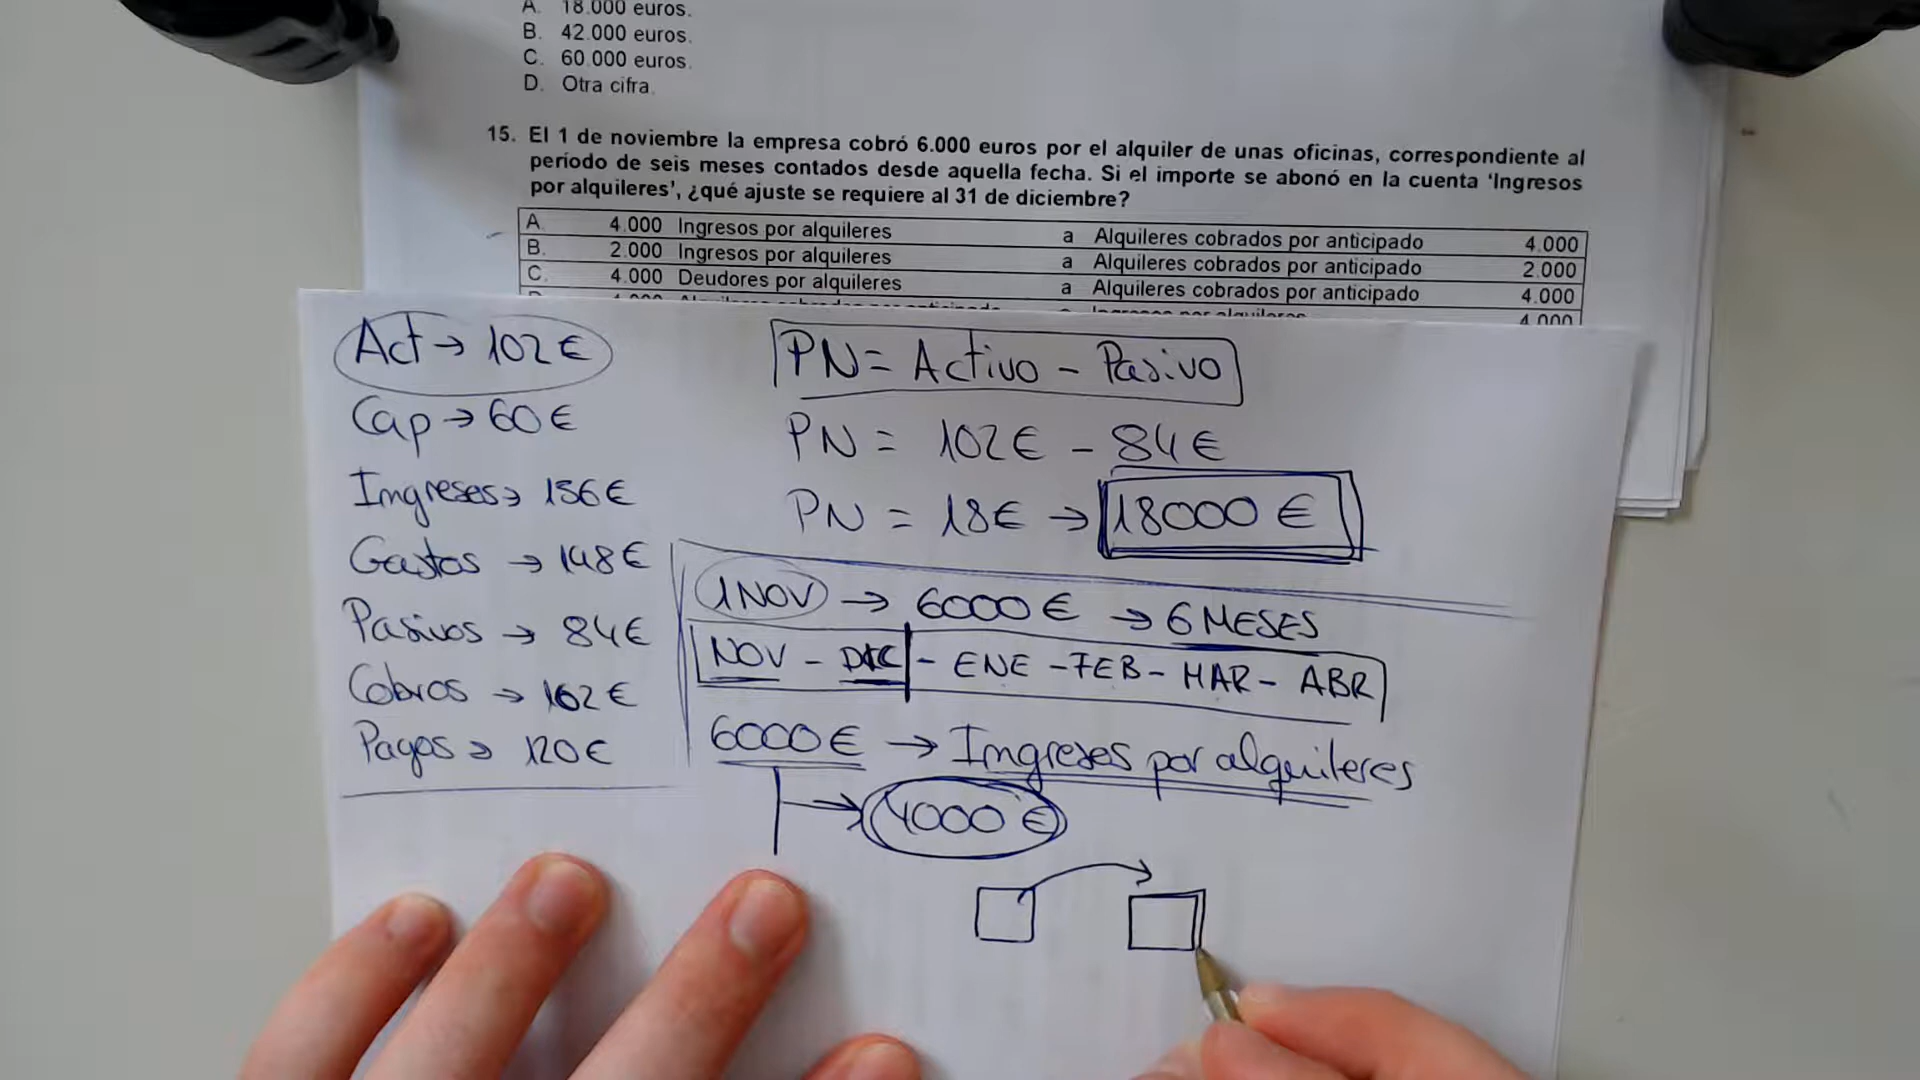 A. 18.000 euros.
B. 42.000 euros.
C. 60.000 euros.
D. Otra cifra.
15. El 1 de noviembre la empresa cobró 6.000 euros por el alquiler de unas oficinas, correspondiente al
período de seis meses contados desde aquella fecha. Si el importe se abonó en la cuenta ‘Ingresos
por alquileres’, ¿qué ajuste se requiere al 31 de diciembre?
A. 4.000 Ingresos por alquileres a Alquileres cobrados por anticipado 4.000
B. 2.000 Ingresos por alquileres a Alquileres cobrados por anticipado 2.000
C. 4.000 Deudores por alquileres a Alquileres cobrados por anticipado 4.000
Act → 102€
Cap → 60€
Ingreses → 156€
Gastos → 148€
Pasivos → 84€
Cobros → 162€
Pagos → 120€
PN = Activo - Pasivo
PN = 102€ - 84€
PN = 18€ → 18000 €
1 NOV → 6000 € → 6 MESES
NOV - DIC - ENE - FEB - MAR - ABR
6000 € → Ingreses por alquileres
→ 4000 €